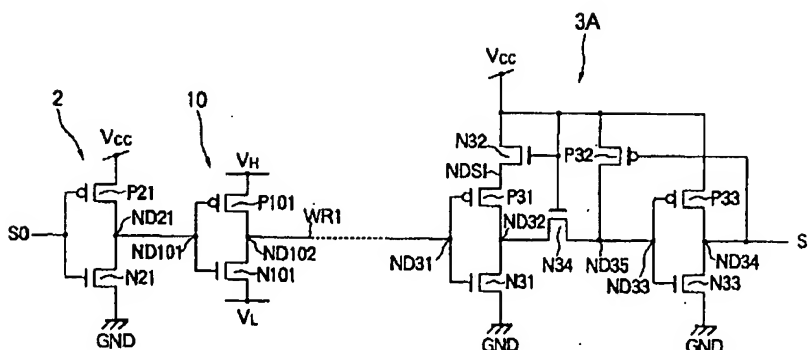 3A
VCC
2
10
VCC
VH
N32
P32
NDSI
P21
P101
P31
P33
WR1
ND21
ND32
S0
ND101
ND102
ND31
N34
ND35
ND34
S
N21
N101
N31
ND33
N33
VL
GND
GND
GND